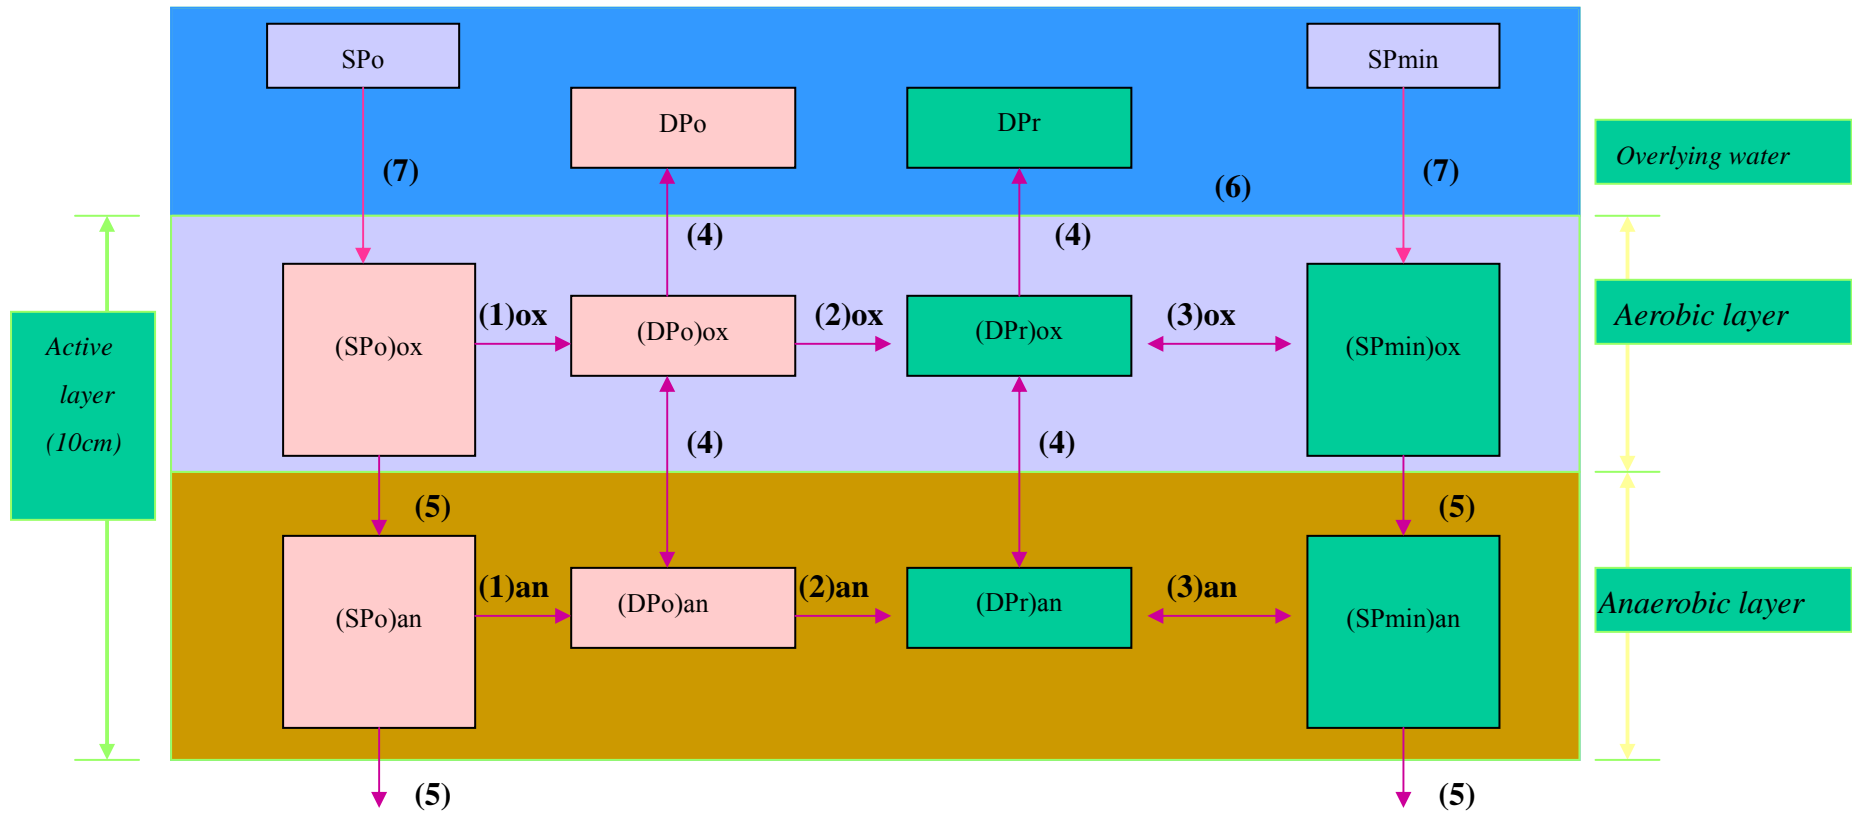 SPo
SPmin
DPo
DPr
Overlying water
(7)
(6)
(7)
(4)
(4)
Active
layer
(10cm)
(SPo)ox
(1)ox
(DPo)ox
(2)ox
(DPr)ox
(3)ox
(SPmin)ox
Aerobic layer
(4)
(4)
(5)
(5)
(SPo)an
(1)an
(DPo)an
(2)an
(DPr)an
(3)an
(SPmin)an
Anaerobic layer
(5)
(5)